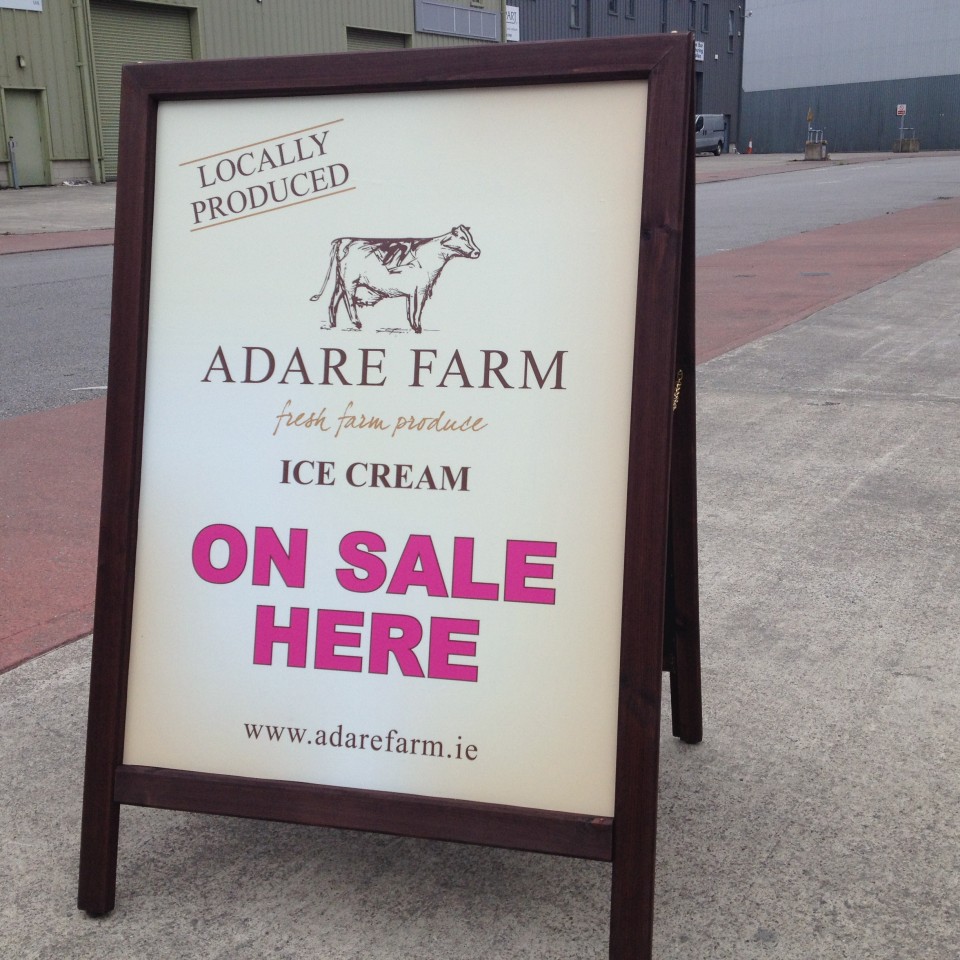 LOCALLY
PRODUCED
ADARE FARM
fresh farm produce
ICE CREAM
ON SALE
HERE
www.adarefarm.ie